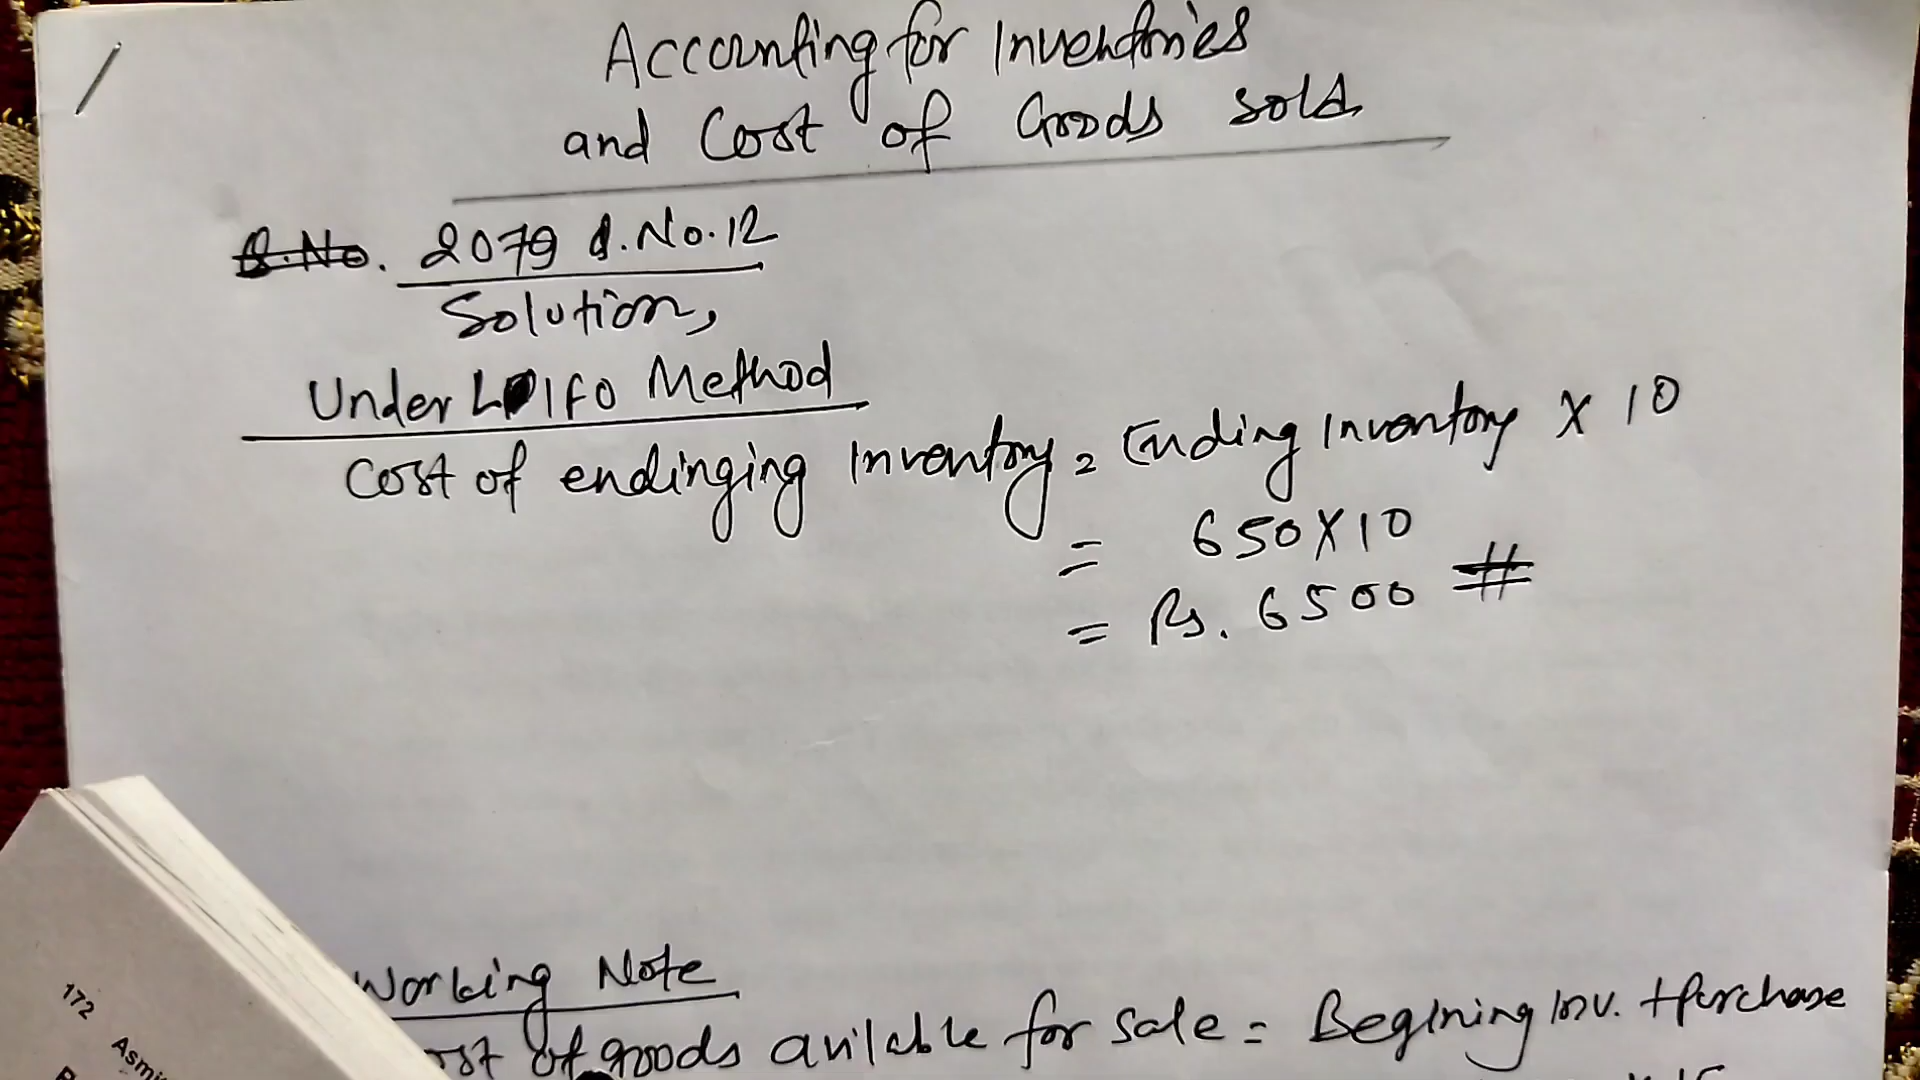 Accounting for Inventories
and Cost of Goods Sold
Q.No. 2079 Q.No.12
Solution,
Under LIFO Method
Cost of endinging Inventory = Ending Inventory X 10
= 650X10
= Rs. 6500 #
Working Note
ost of goods avilable for sale = Begining Inv. + Purchase
172 Asmi